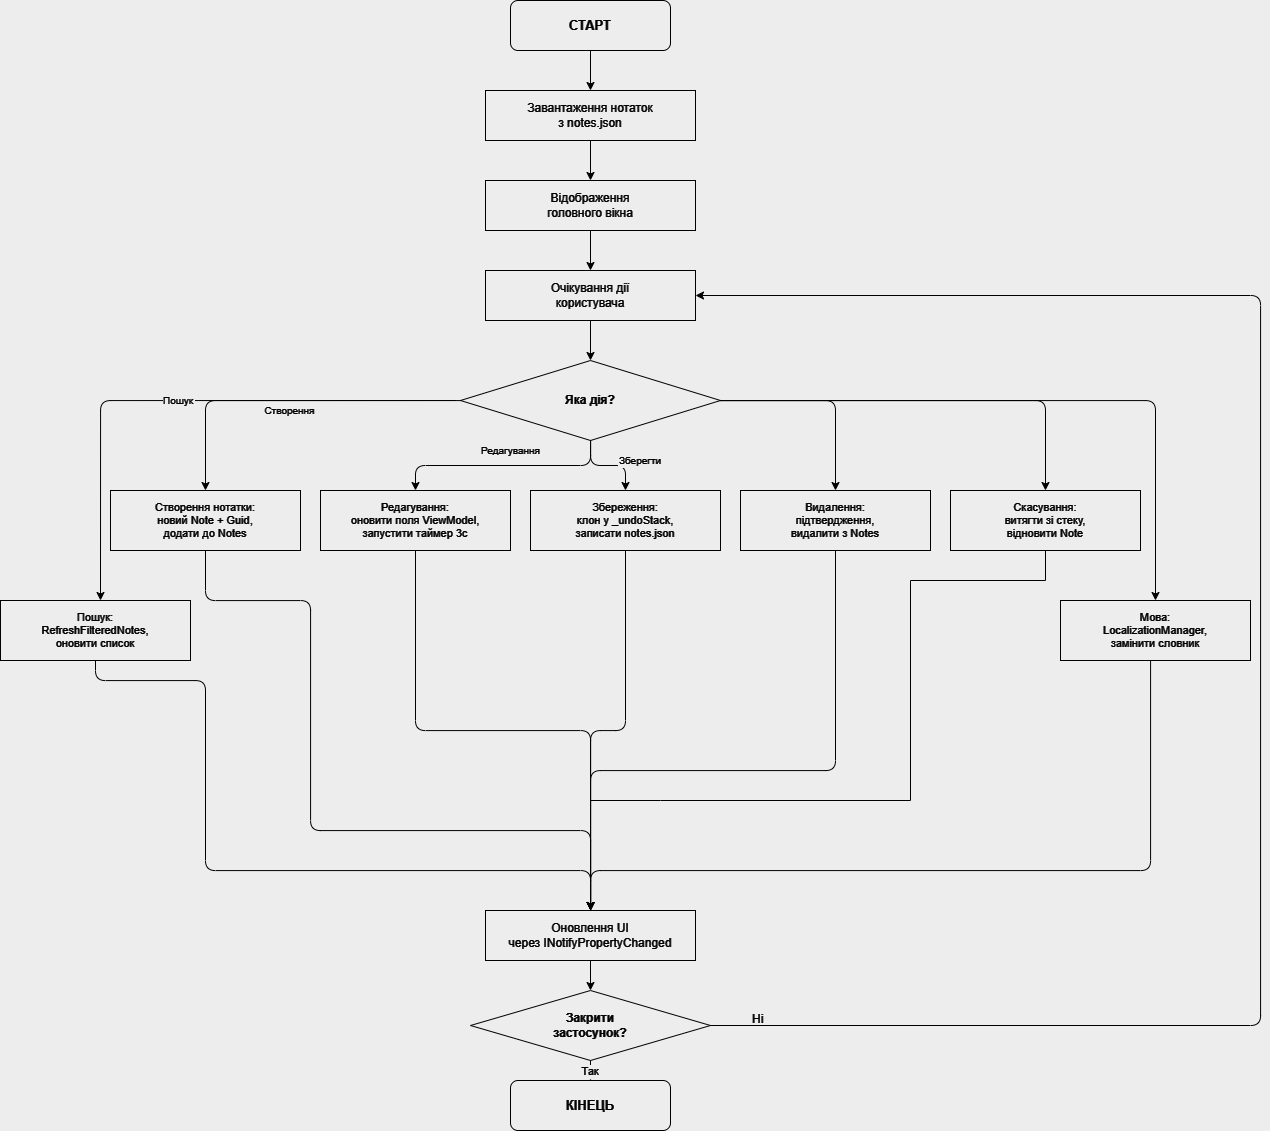 СТАРТ
Завантаження нотаток
з notes.json
Відображення
головного вікна
Очікування дії
користувача
Яка дія?
Пошук
Створення
Редагування
Зберегти
Створення нотатки:
новий Note + Guid,
додати до Notes
Редагування:
оновити поля ViewModel,
запустити таймер 3с
Збереження:
клон у _undoStack,
записати notes.json
Видалення:
підтвердження,
видалити з Notes
Скасування:
витягти зі стеку,
відновити Note
Пошук:
RefreshFilteredNotes,
оновити список
Мова:
LocalizationManager,
замінити словник
Оновлення UI
через INotifyPropertyChanged
Закрити
застосунок?
Ні
Так
КІНЕЦЬ